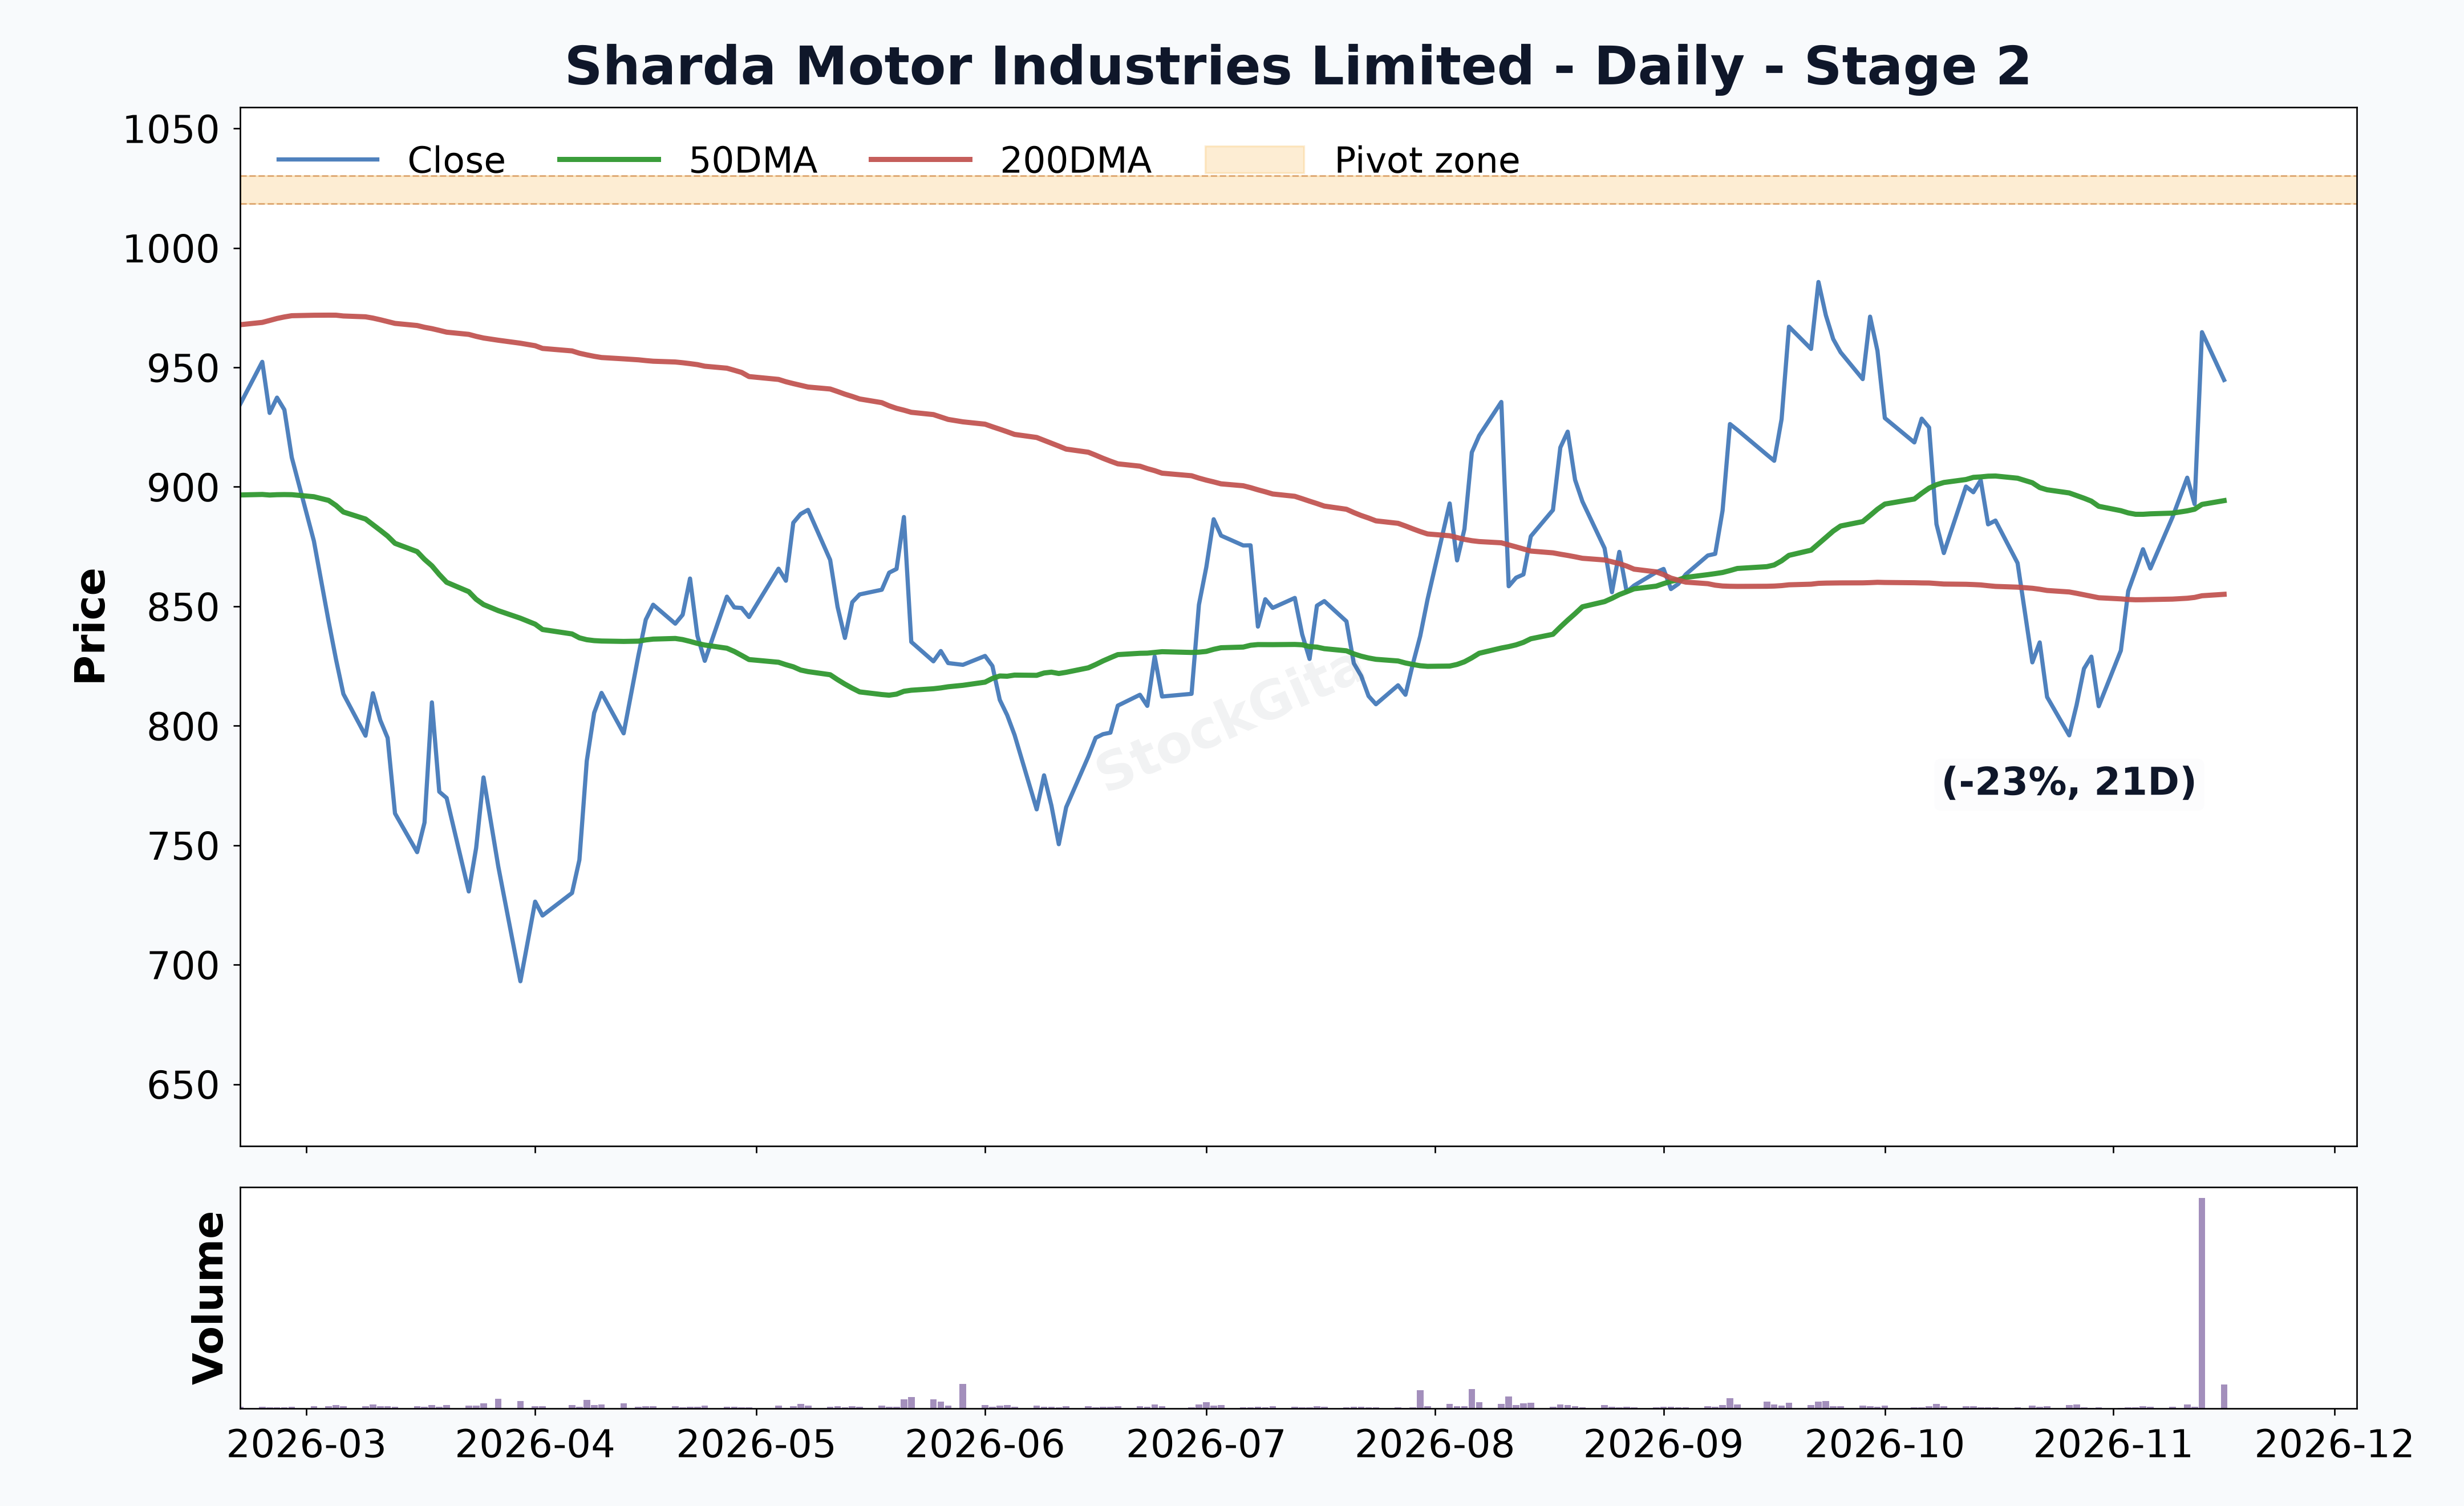 Sharda Motor Industries Limited - Daily - Stage 2
Close 50DMA 200DMA Pivot zone
1050
1000
950
900
850
800
750
700
650
Price
StockGita
(-23%, 21D)
Volume
2026-03 2026-04 2026-05 2026-06 2026-07 2026-08 2026-09 2026-10 2026-11 2026-12